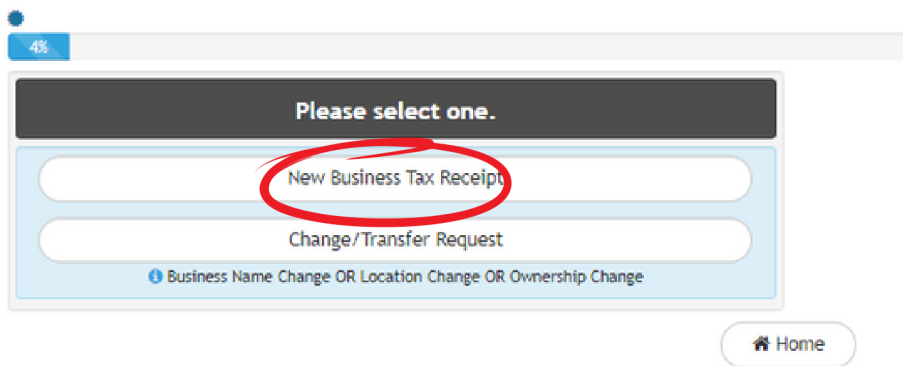 4%
Please select one.
New Business Tax Receipt
Change/Transfer Request
Business Name Change OR Location Change OR Ownership Change
Home